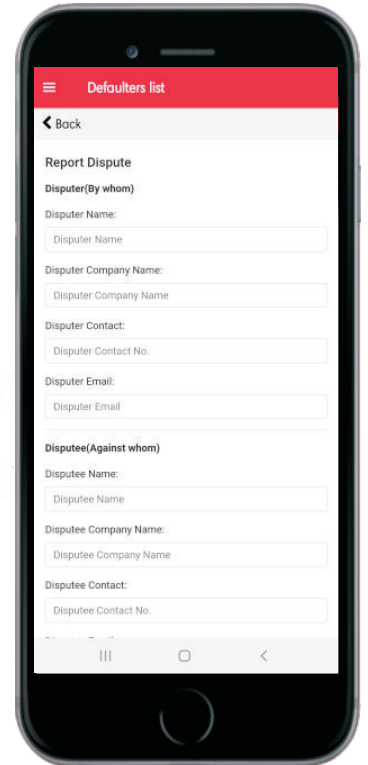 Defaulters list
Back
Report Dispute
Disputer(By whom)
Disputer Name:
Disputer Name
Disputer Company Name:
Disputer Company Name
Disputer Contact:
Disputer Contact No.
Disputer Email:
Disputer Email
Disputee(Against whom)
Disputee Name:
Disputee Name
Disputee Company Name:
Disputee Company Name
Disputee Contact:
Disputee Contact No.